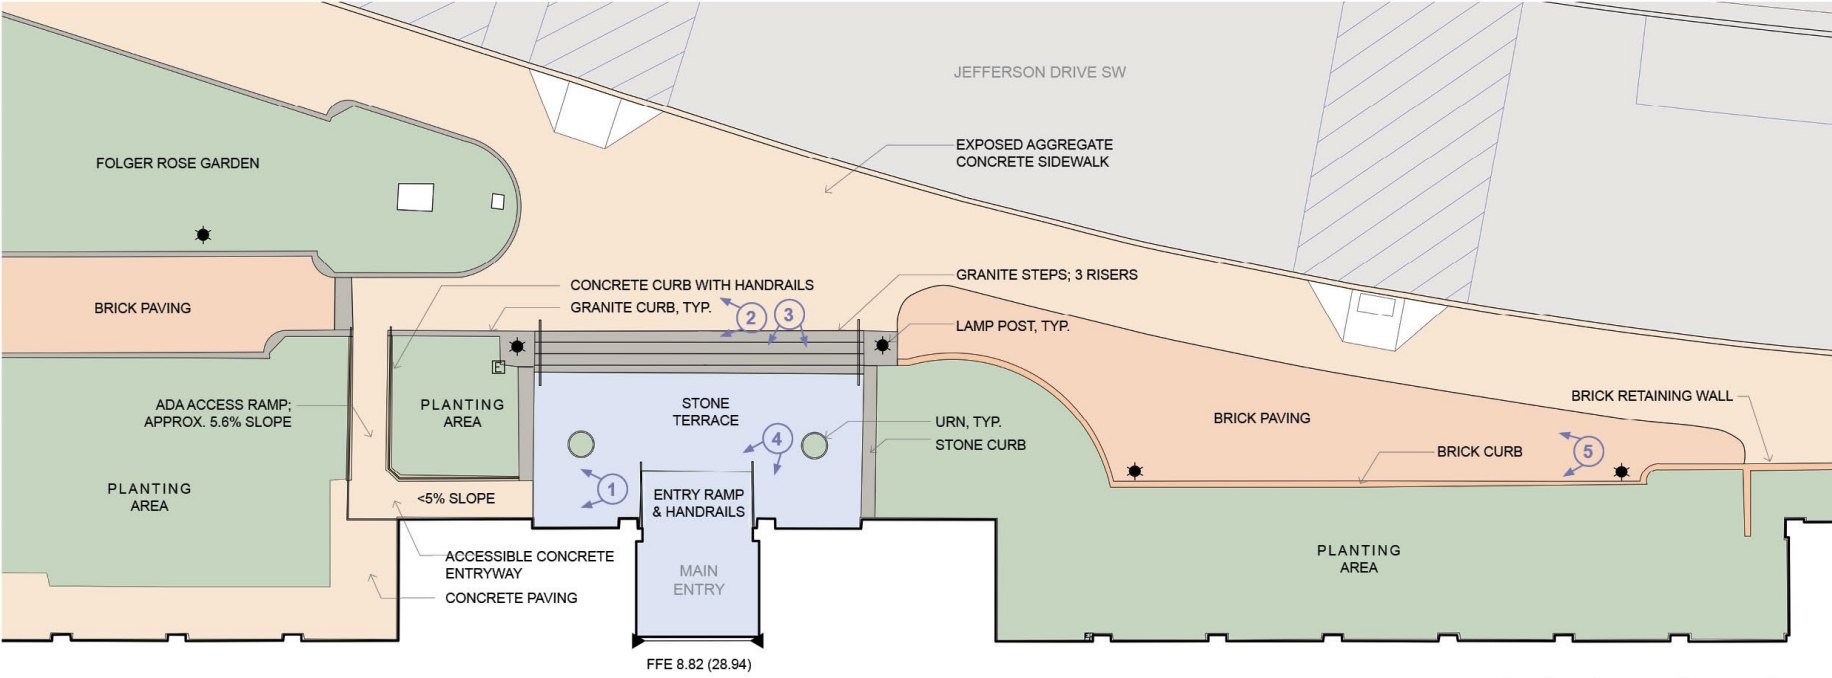 JEFFERSON DRIVE SW
EXPOSED AGGREGATE
CONCRETE SIDEWALK
FOLGER ROSE GARDEN
GRANITE STEPS; 3 RISERS
CONCRETE CURB WITH HANDRAILS
GRANITE CURB, TYP.
BRICK PAVING
2
3
LAMP POST, TYP.
E
BRICK RETAINING WALL
ADA ACCESS RAMP;
APPROX. 5.6% SLOPE
PLANTING
AREA
STONE
TERRACE
BRICK PAVING
URN, TYP.
STONE CURB
4
BRICK CURB
5
PLANTING
AREA
<5% SLOPE
1
ENTRY RAMP
& HANDRAILS
ACCESSIBLE CONCRETE
ENTRYWAY
CONCRETE PAVING
MAIN
ENTRY
PLANTING
AREA
FFE 8.82 (28.94)